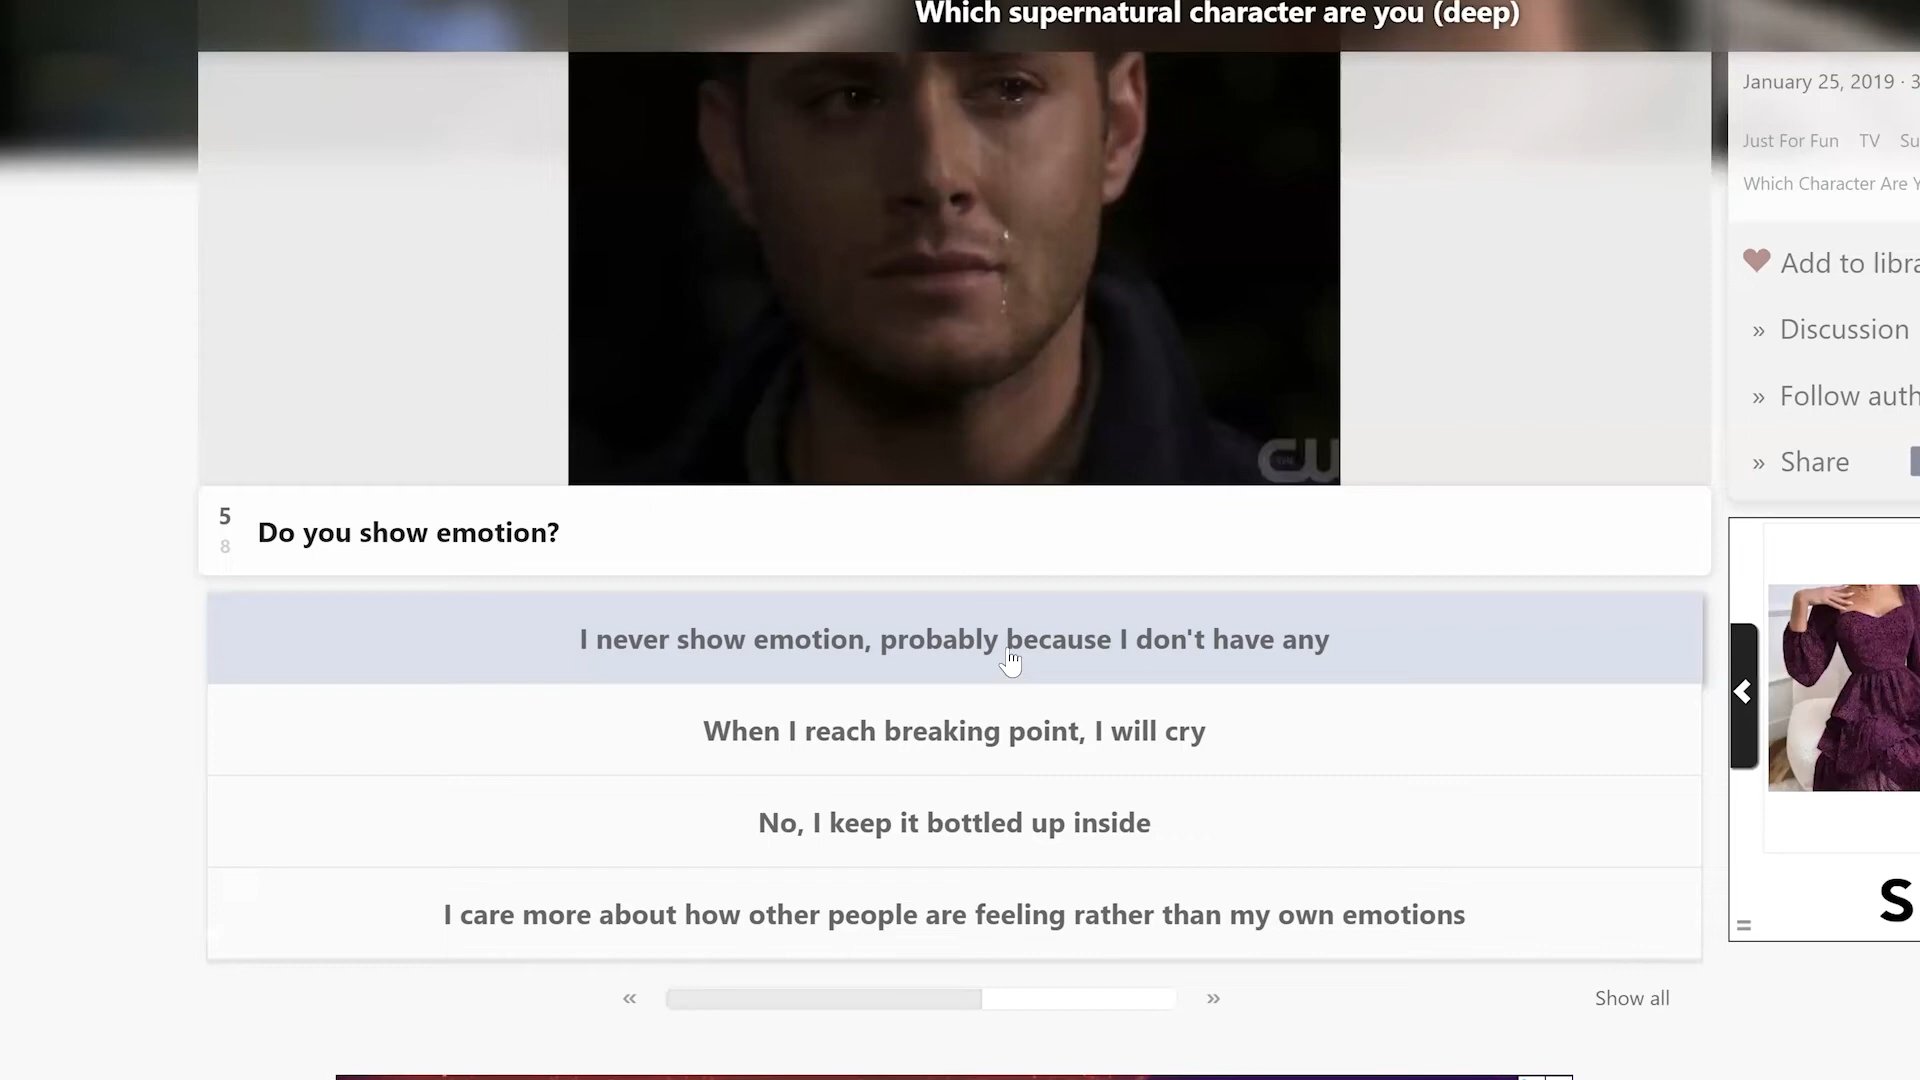 Which supernatural character are you (deep)
January 25, 2019 · 3
Just For Fun TV Su
Which Character Are Y
Add to libra
» Discussion
» Follow auth
» Share
THE CW
5
8
Do you show emotion?
I never show emotion, probably because I don't have any
When I reach breaking point, I will cry
No, I keep it bottled up inside
I care more about how other people are feeling rather than my own emotions
S
« »
Show all